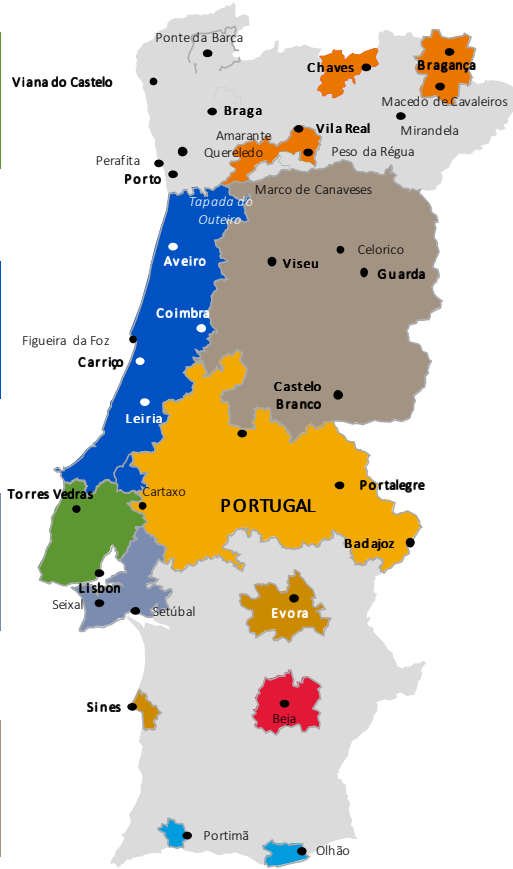 Ponte da Barca
Chaves
Bragança
Viana do Castelo
Macedo de Cavaleiros
Braga
Vila Real
Mirandela
Amarante
Quereledo
Peso da Régua
Perafita
Porto
Marco de Canaveses
Tapada do
Outeiro
Celorico
Aveiro
Viseu
Guarda
Coimbra
Figueira da Foz
Carriço
Castelo
Branco
Leiria
Torres Vedras
Cartaxo
Portalegre
PORTUGAL
Badajoz
Lisbon
Seixal
Setúbal
Evora
Sines
Beja
Portimã
Olhão